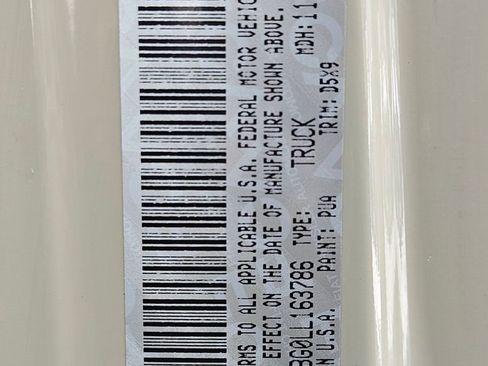 RMS TO ALL APPLICABLE U.S.A. FEDERAL MOTOR VEHIC
EFFECT ON THE DATE OF MANUFACTURE SHOWN ABOVE.
BG0LL163786 TYPE: TRUCK MDH: 11
N U.S.A. PAINT: PUA TRIM: D5X9